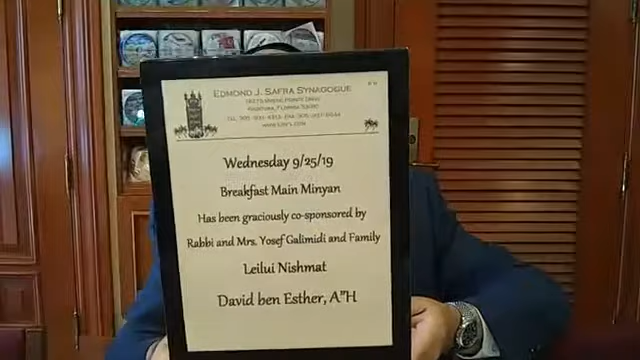 EDMOND J. SAFRA SYNAGOGUE
www.
Wednesday 9/25/19
Breakfast Main Minyan
Has been graciously co-sponsored by
Rabbi and Mrs. Yosef Galimidi and Family
Leilui Nishmat
David ben Esther, A"H